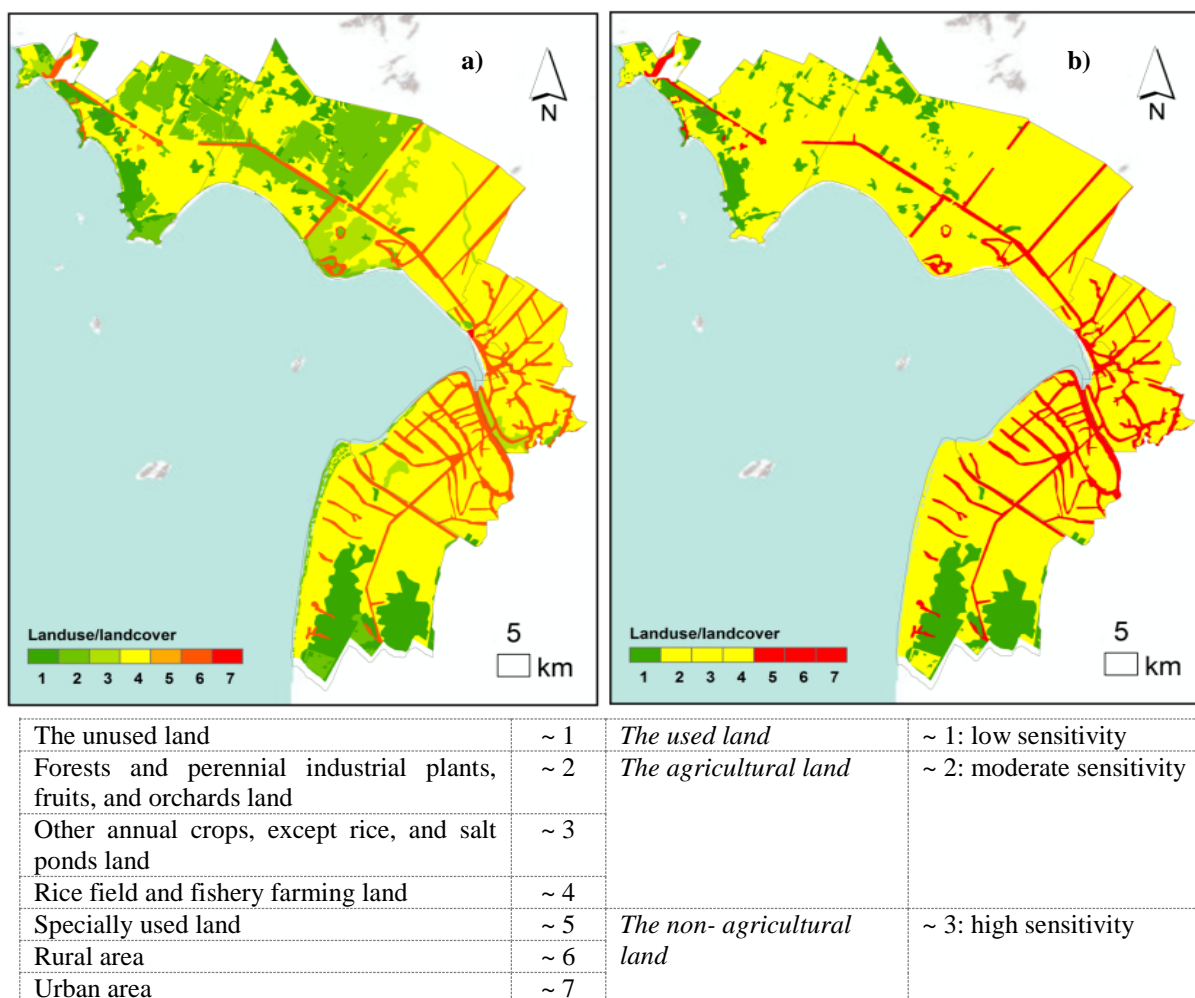 a)
N
5
km
Landuse/landcover
1 2 3 4 5 6 7
b)
N
5
km
Landuse/landcover
1 2 3 4 5 6 7
The unused land ~ 1 The used land ~ 1: low sensitivity
Forests and perennial industrial plants, ~ 2 The agricultural land ~ 2: moderate sensitivity
fruits, and orchards land
Other annual crops, except rice, and salt ~ 3
ponds land
Rice field and fishery farming land ~ 4
Specially used land ~ 5 The non- agricultural ~ 3: high sensitivity
Rural area ~ 6 land
Urban area ~ 7